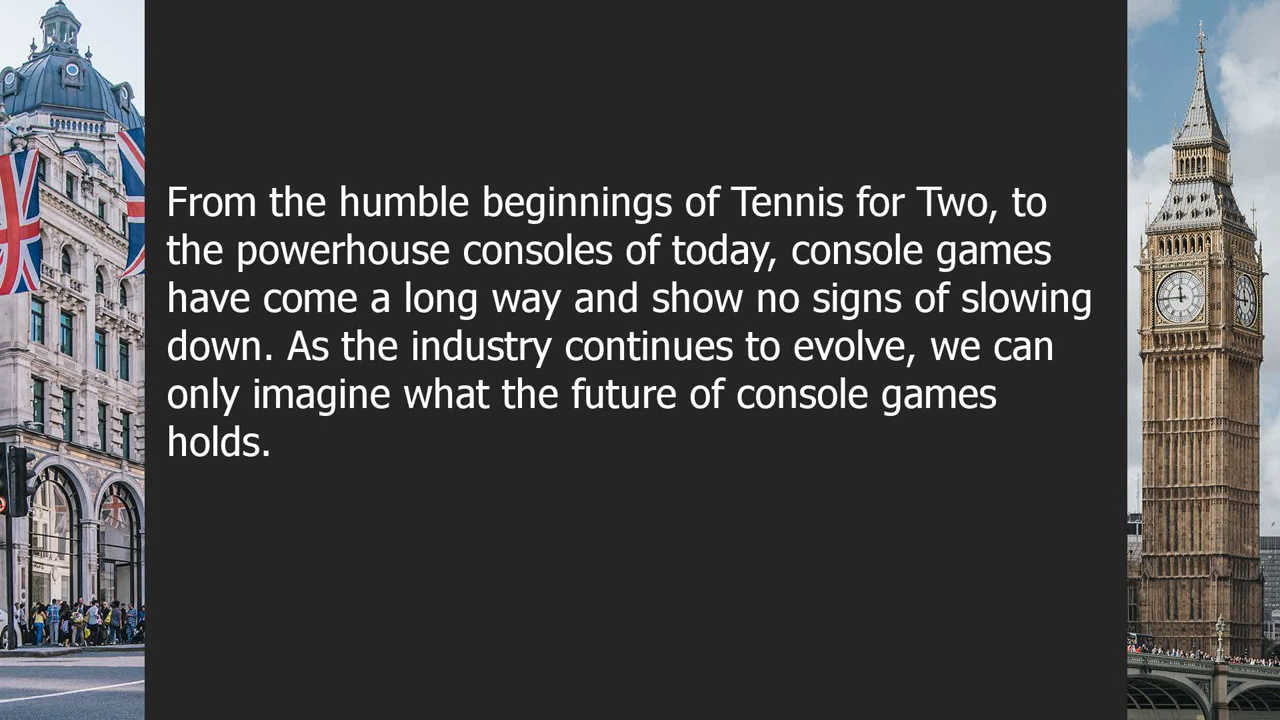 From the humble beginnings of Tennis for Two, to
the powerhouse consoles of today, console games
have come a long way and show no signs of slowing
down. As the industry continues to evolve, we can
only imagine what the future of console games
holds.